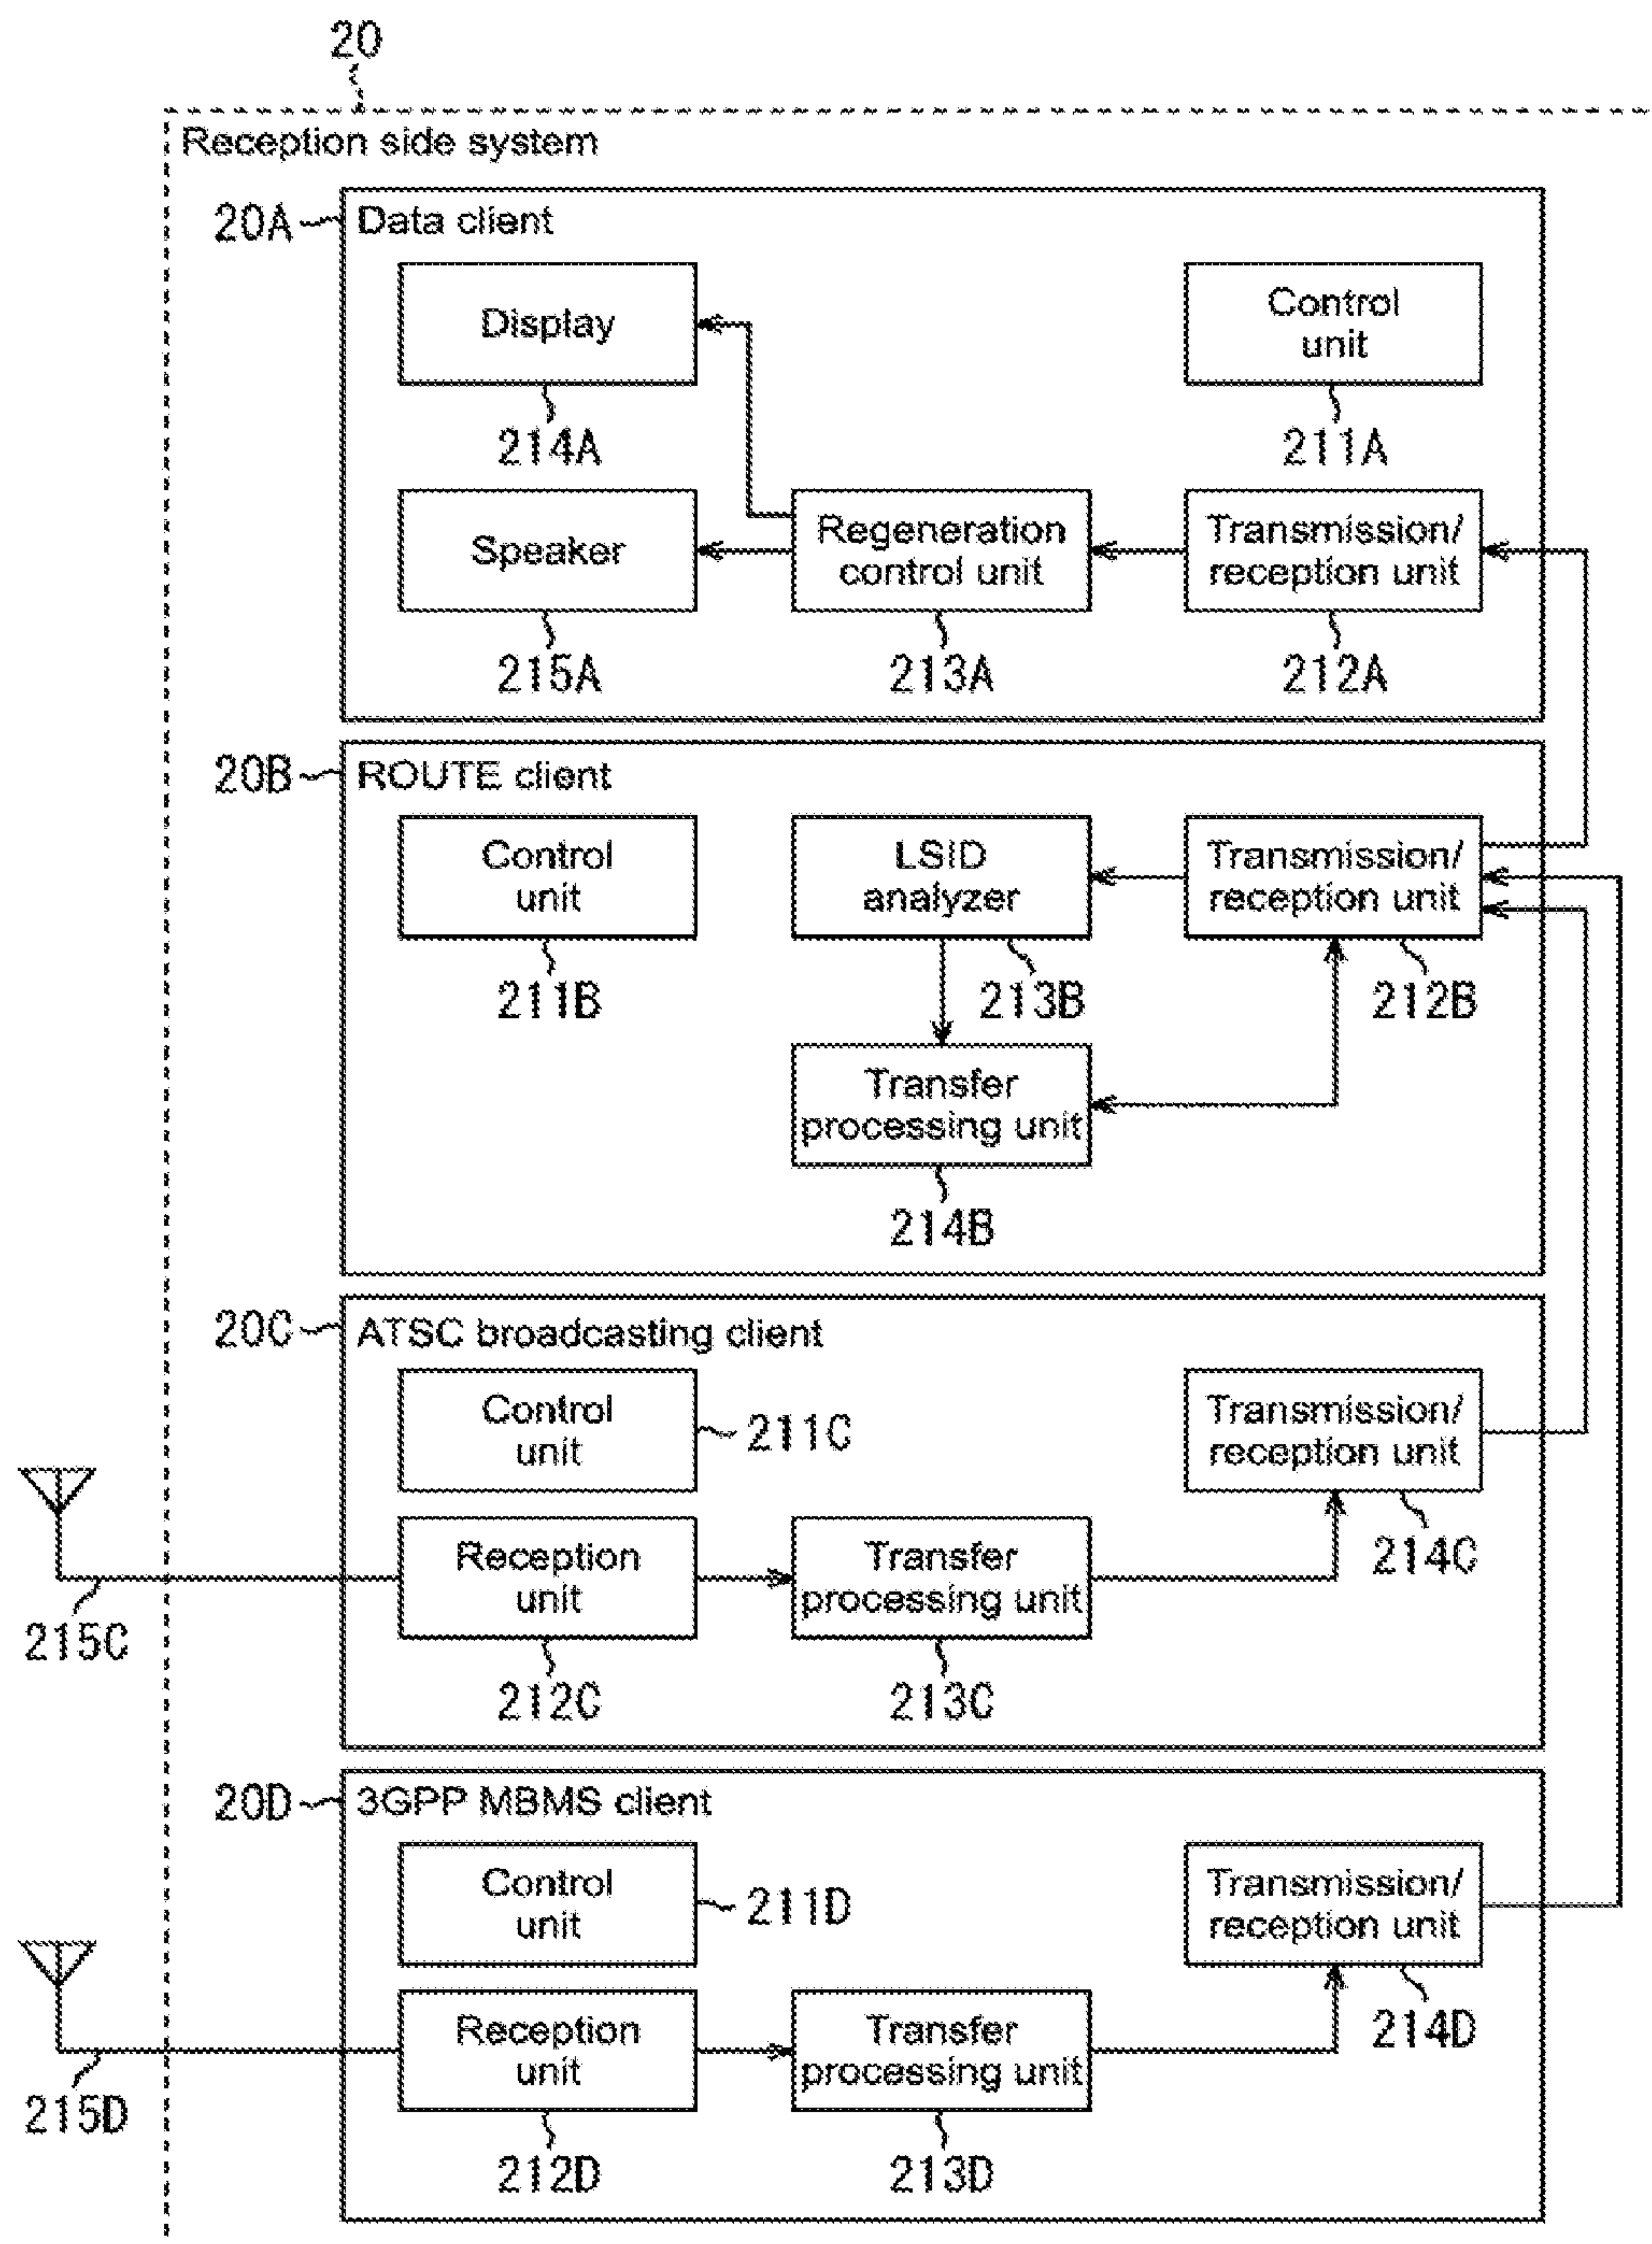 20
Reception side system
20A
Data client
Display
Control
unit
214A
211A
Speaker
Regeneration
control unit
Transmission/
reception unit
215A
213A
212A
20B
ROUTE client
Control
unit
LSID
analyzer
Transmission/
reception unit
211B
213B
212B
Transfer
processing unit
214B
20C
ATSC broadcasting client
Control
unit
211C
Transmission/
reception unit
214C
Reception
unit
Transfer
processing unit
215C
212C
213C
20D
3GPP MBMS client
Control
unit
211D
Transmission/
reception unit
214D
Reception
unit
Transfer
processing unit
215D
212D
213D